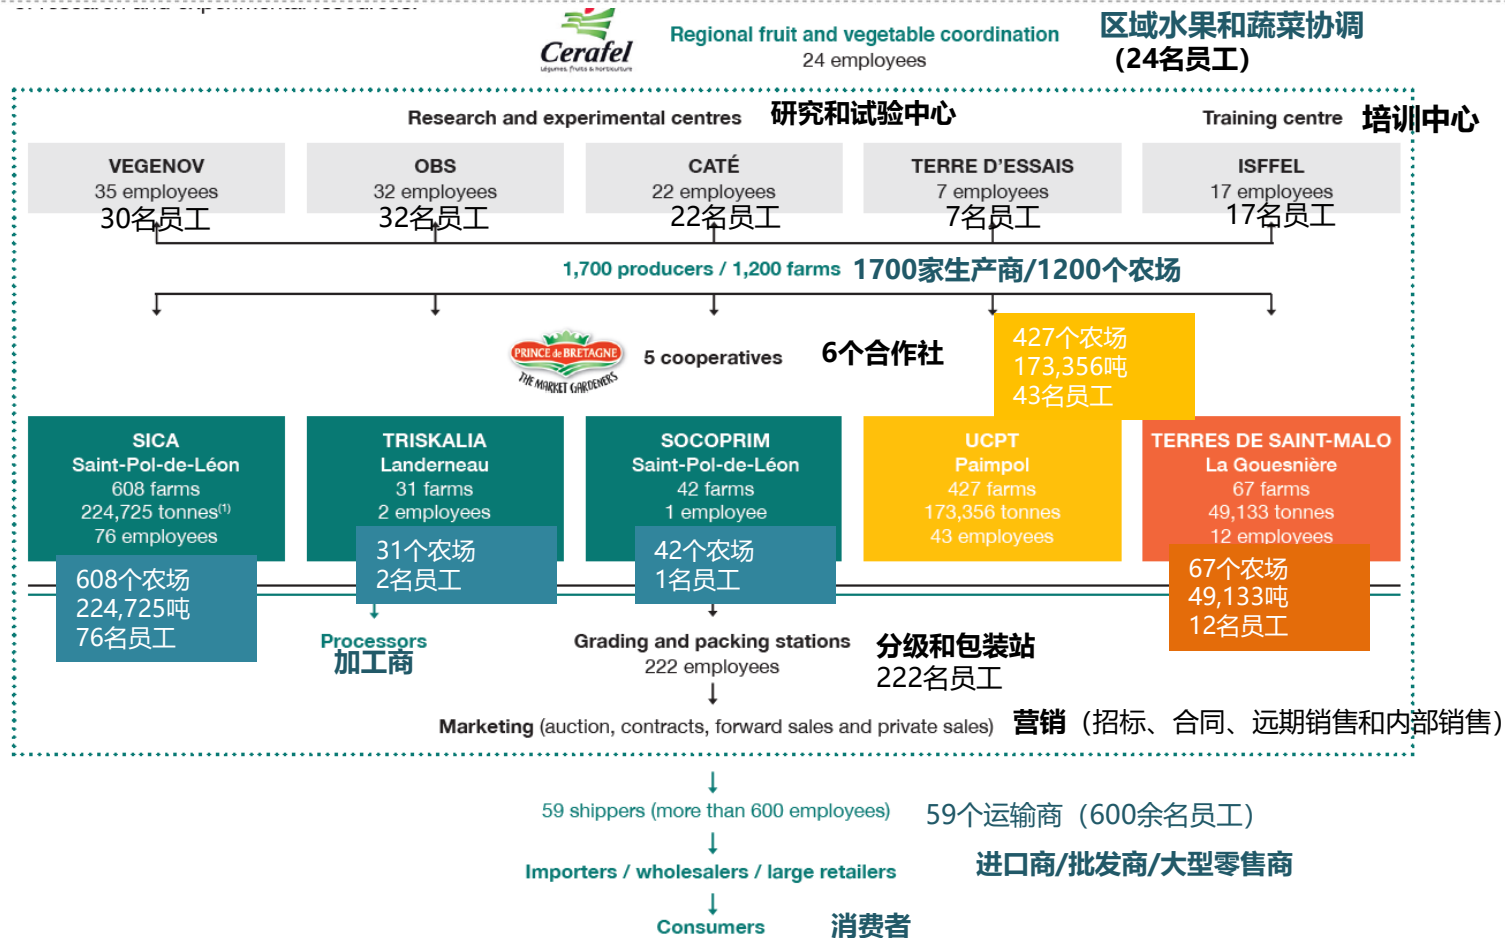 Cerafel
Légumes, fruits & horticulture
Regional fruit and vegetable coordination
24 employees
区域水果和蔬菜协调
(24名员工)
Research and experimental centres
研究和试验中心
Training centre
培训中心
VEGENOV
35 employees
30名员工
OBS
32 employees
32名员工
CATÉ
22 employees
22名员工
TERRE D'ESSAIS
7 employees
7名员工
ISFFEL
17 employees
17名员工
1,700 producers / 1,200 farms
1700家生产商/1200个农场
PRINCE de BRETAGNE
THE MARKET GARDENERS
5 cooperatives
6个合作社
427个农场
173,356吨
43名员工
SICA
Saint-Pol-de-Léon
608 farms
224,725 tonnes(1)
76 employees
608个农场
224,725吨
76名员工
TRISKALIA
Landerneau
31 farms
2 employees
31个农场
2名员工
SOCOPRIM
Saint-Pol-de-Léon
42 farms
1 employee
42个农场
1名员工
UCPT
Paimpol
427 farms
173,356 tonnes
43 employees
TERRES DE SAINT-MALO
La Gouesnière
67 farms
49,133 tonnes
12 employees
67个农场
49,133吨
12名员工
Processors
加工商
Grading and packing stations
222 employees
分级和包装站
222名员工
Marketing (auction, contracts, forward sales and private sales)
营销（招标、合同、远期销售和内部销售）
59 shippers (more than 600 employees)
59个运输商（600余名员工）
Importers / wholesalers / large retailers
进口商/批发商/大型零售商
Consumers
消费者